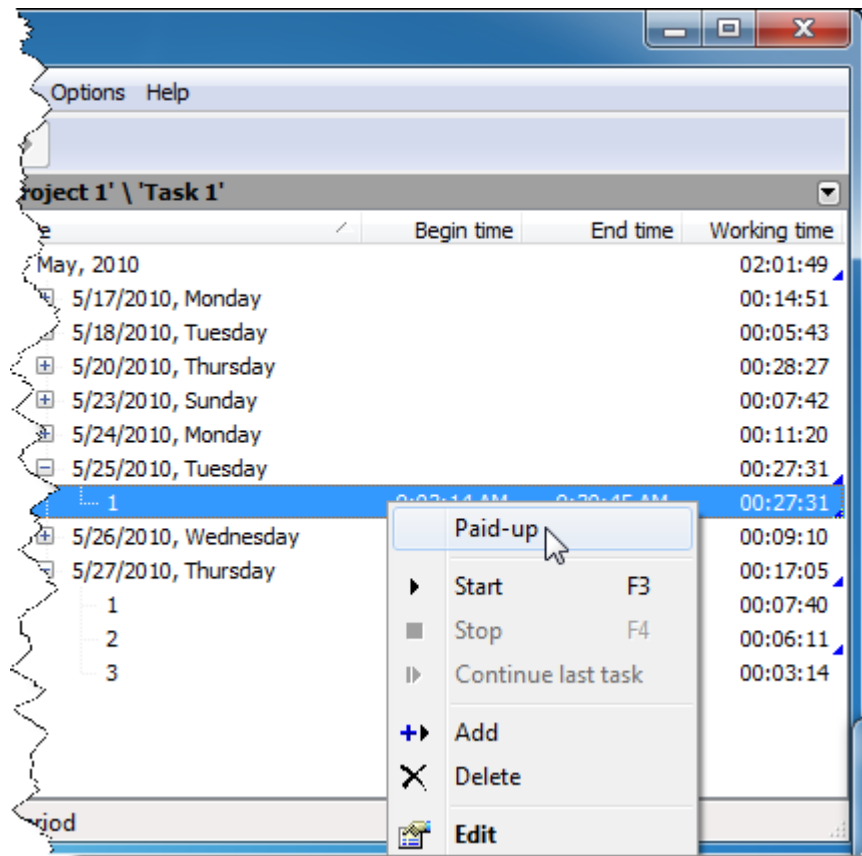 Options Help
roject 1' \ 'Task 1'
Begin time End time Working time
May, 2010 02:01:49
5/17/2010, Monday 00:14:51
5/18/2010, Tuesday 00:05:43
5/20/2010, Thursday 00:28:27
5/23/2010, Sunday 00:07:42
5/24/2010, Monday 00:11:20
5/25/2010, Tuesday 00:27:31
1 00:27:31
5/26/2010, Wednesday 00:09:10
5/27/2010, Thursday 00:17:05
1 00:07:40
2 00:06:11
3 00:03:14
Paid-up
Start F3
Stop F4
Continue last task
Add
Delete
Edit
riod